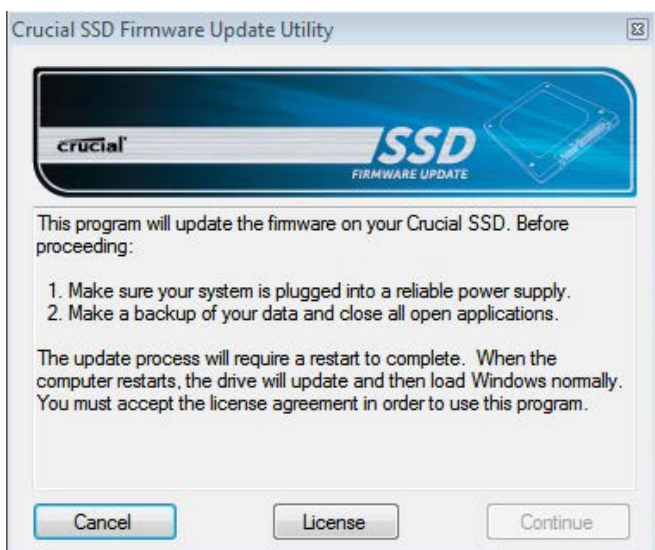 Crucial SSD Firmware Update Utility
crucial
SSD
FIRMWARE UPDATE
This program will update the firmware on your Crucial SSD. Before
proceeding:
1. Make sure your system is plugged into a reliable power supply.
2. Make a backup of your data and close all open applications.
The update process will require a restart to complete. When the
computer restarts, the drive will update and then load Windows normally.
You must accept the license agreement in order to use this program.
Cancel
License
Continue